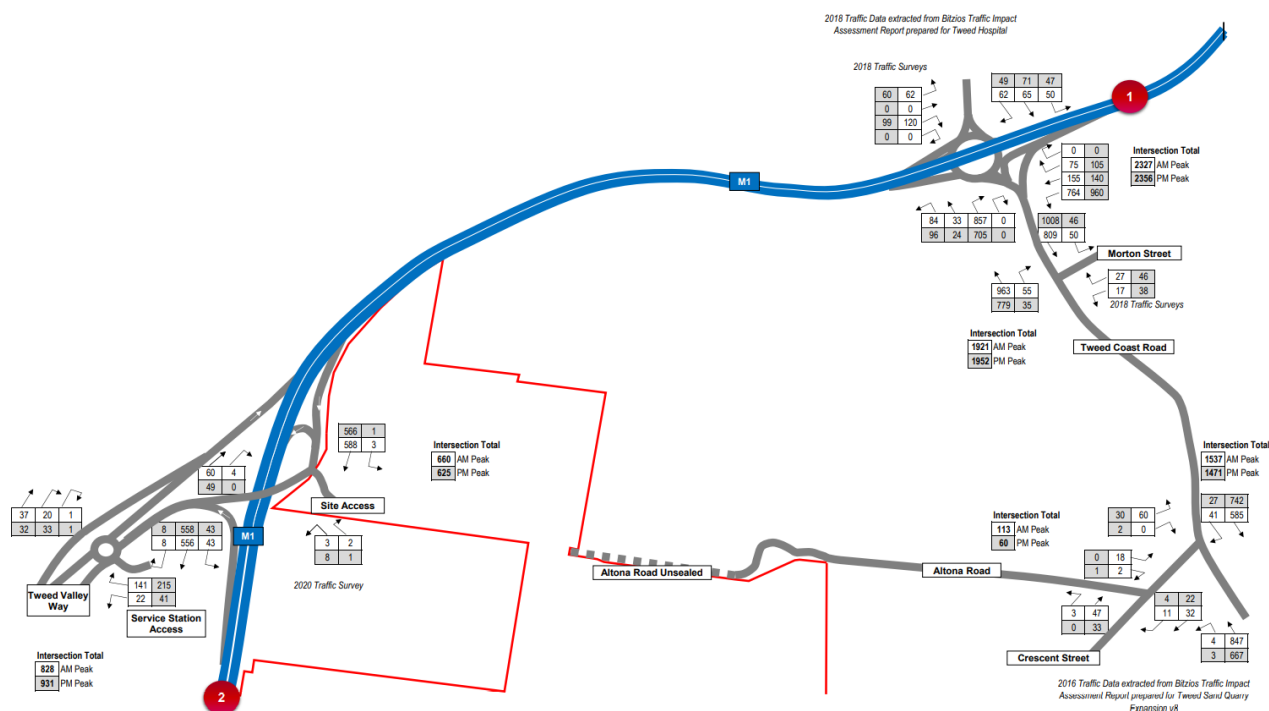 2018 Traffic Data extracted from Bitzios Traffic Impact
Assessment Report prepared for Tweed Hospital
2018 Traffic Surveys
60 62
0 0
99 120
0 0
49 71 47
62 65 50
1
0 0
75 105
155 140
764 960
Intersection Total
2327 AM Peak
2356 PM Peak
M1
84 33 857 0
96 24 705 0
1008 46
809 50
Morton Street
27 46
17 38
2018 Traffic Surveys
963 55
779 35
Intersection Total
1921 AM Peak
1952 PM Peak
Tweed Coast Road
566 1
588 3
Intersection Total
660 AM Peak
625 PM Peak
Intersection Total
1537 AM Peak
1471 PM Peak
60 4
49 0
Site Access
37 20 1
32 33 1
8 558 43
8 556 43
M1
3 2
8 1
2020 Traffic Survey
27 742
41 585
30 60
2 0
Intersection Total
113 AM Peak
60 PM Peak
0 18
1 2
Altona Road Unsealed
Altona Road
141 215
22 41
Tweed Valley
Way
Service Station
Access
4 22
11 32
3 47
0 33
4 847
3 667
Crescent Street
Intersection Total
828 AM Peak
931 PM Peak
2
2016 Traffic Data extracted from Bitzios Traffic Impact
Assessment Report prepared for Tweed Sand Quarry
Expansion v8